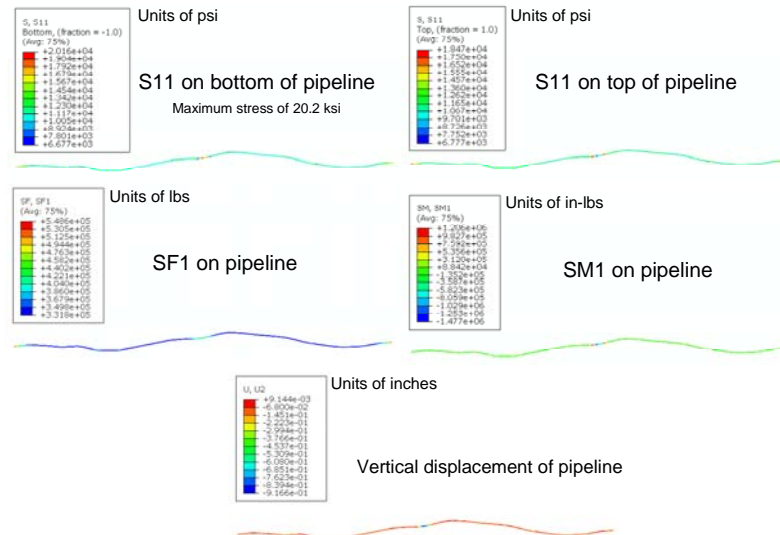 S, S11
Bottom, (fraction = -1.0)
(Avg: 75%)
+2.016e+04
+1.904e+04
+1.792e+04
+1.679e+04
+1.567e+04
+1.454e+04
+1.342e+04
+1.230e+04
+1.117e+04
+1.005e+04
+8.924e+03
+7.801e+03
+6.677e+03
Units of psi
S11 on bottom of pipeline
Maximum stress of 20.2 ksi
S, S11
Top, (fraction = 1.0)
(Avg: 75%)
+1.847e+04
+1.750e+04
+1.652e+04
+1.555e+04
+1.457e+04
+1.360e+04
+1.262e+04
+1.165e+04
+1.067e+04
+9.701e+03
+8.726e+03
+7.752e+03
+6.777e+03
Units of psi
S11 on top of pipeline
SF, SF1
(Avg: 75%)
+5.486e+05
+5.305e+05
+5.125e+05
+4.944e+05
+4.763e+05
+4.582e+05
+4.402e+05
+4.221e+05
+4.040e+05
+3.860e+05
+3.679e+05
+3.498e+05
+3.318e+05
Units of lbs
SF1 on pipeline
SM, SM1
(Avg: 75%)
+1.206e+06
+9.827e+05
+7.592e+05
+5.356e+05
+3.120e+05
+8.842e+04
-1.352e+05
-3.587e+05
-5.823e+05
-8.059e+05
-1.029e+06
-1.253e+06
-1.477e+06
Units of in-lbs
SM1 on pipeline
U, U2
+9.144e-03
-6.800e-02
-1.451e-01
-2.223e-01
-2.994e-01
-3.766e-01
-4.537e-01
-5.309e-01
-6.080e-01
-6.851e-01
-7.623e-01
-8.394e-01
-9.166e-01
Units of inches
Vertical displacement of pipeline